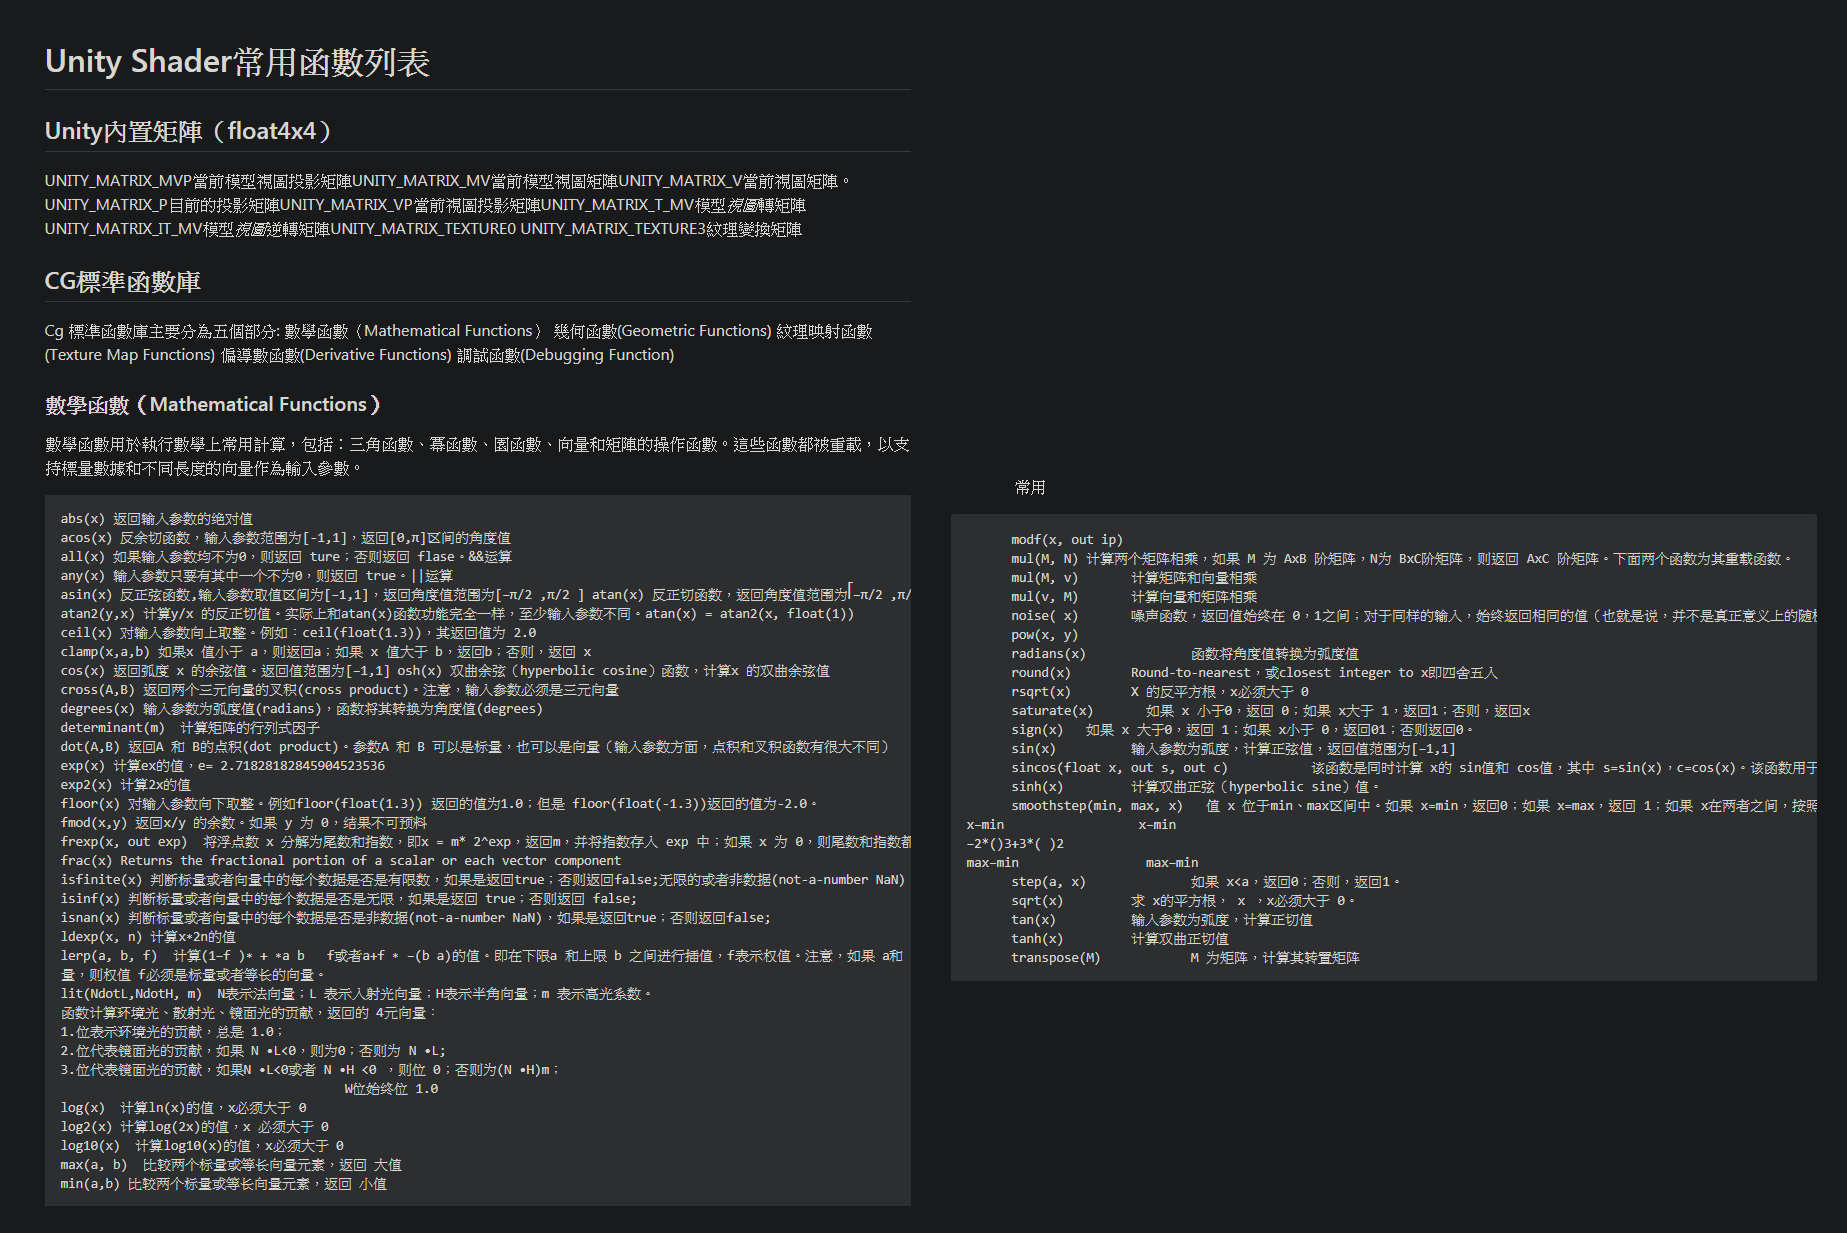 Unity Shader常用函數列表
Unity內置矩陣（float4x4）
UNITY_MATRIX_MVP當前模型視圖投影矩陣UNITY_MATRIX_MV當前模型視圖矩陣UNITY_MATRIX_V當前視圖矩陣。
UNITY_MATRIX_P目前的投影矩陣UNITY_MATRIX_VP當前視圖投影矩陣UNITY_MATRIX_T_MV模型視圖轉矩陣
UNITY_MATRIX_IT_MV模型視圖逆轉矩陣UNITY_MATRIX_TEXTURE0 UNITY_MATRIX_TEXTURE3紋理變換矩陣
CG標準函數庫
Cg 標準函數庫主要分為五個部分: 數學函數（Mathematical Functions） 幾何函數(Geometric Functions) 紋理映射函數
(Texture Map Functions) 偏導數函數(Derivative Functions) 調試函數(Debugging Function)
數學函數（Mathematical Functions）
數學函數用於執行數學上常用計算，包括：三角函數、冪函數、園函數、向量和矩陣的操作函數。這些函數都被重載，以支
持標量數據和不同長度的向量作為輸入參數。
abs(x) 返回输入参数的绝对值
acos(x) 反余切函数，输入参数范围为[-1,1]，返回[0,π]区间的角度值
all(x) 如果输入参数均不为0，则返回 ture；否则返回 flase。&&运算
any(x) 输入参数只要有其中一个不为0，则返回 true。||运算
asin(x) 反正弦函数,输入参数取值区间为[−1,1]，返回角度值范围为[−π/2 ,π/2 ] atan(x) 反正切函数，返回角度值范围为⎡−π/2 ,π/
atan2(y,x) 计算y/x 的反正切值。实际上和atan(x)函数功能完全一样，至少输入参数不同。atan(x) = atan2(x, float(1))
ceil(x) 对输入参数向上取整。例如：ceil(float(1.3))，其返回值为 2.0
clamp(x,a,b) 如果x 值小于 a，则返回a；如果 x 值大于 b，返回b；否则，返回 x
cos(x) 返回弧度 x 的余弦值。返回值范围为[−1,1] osh(x) 双曲余弦（hyperbolic cosine）函数，计算x 的双曲余弦值
cross(A,B) 返回两个三元向量的叉积(cross product)。注意，输入参数必须是三元向量
degrees(x) 输入参数为弧度值(radians)，函数将其转换为角度值(degrees)
determinant(m)  计算矩阵的行列式因子
dot(A,B) 返回A 和 B的点积(dot product)。参数A 和 B 可以是标量，也可以是向量（输入参数方面，点积和叉积函数有很大不同）
exp(x) 计算ex的值，e= 2.71828182845904523536
exp2(x) 计算2x的值
floor(x) 对输入参数向下取整。例如floor(float(1.3)) 返回的值为1.0；但是 floor(float(-1.3))返回的值为-2.0。
fmod(x,y) 返回x/y 的余数。如果 y 为 0，结果不可预料
frexp(x, out exp)  将浮点数 x 分解为尾数和指数，即x = m* 2^exp，返回m，并将指数存入 exp 中；如果 x 为 0，则尾数和指数都
frac(x) Returns the fractional portion of a scalar or each vector component
isfinite(x) 判断标量或者向量中的每个数据是否是有限数，如果是返回true；否则返回false;无限的或者非数据(not-a-number NaN)
isinf(x) 判断标量或者向量中的每个数据是否是无限，如果是返回 true；否则返回 false;
isnan(x) 判断标量或者向量中的每个数据是否是非数据(not-a-number NaN)，如果是返回true；否则返回false;
ldexp(x, n) 计算x∗2n的值
lerp(a, b, f)  计算(1−f )∗ + ∗a b   f或者a+f ∗ −(b a)的值。即在下限a 和上限 b 之间进行插值，f表示权值。注意，如果 a和
量，则权值 f必须是标量或者等长的向量。
lit(NdotL,NdotH, m)  N表示法向量；L 表示入射光向量；H表示半角向量；m 表示高光系数。
函数计算环境光、散射光、镜面光的贡献，返回的 4元向量：
1.位表示环境光的贡献，总是 1.0；
2.位代表镜面光的贡献，如果 N •L<0，则为0；否则为 N •L;
3.位代表镜面光的贡献，如果N •L<0或者 N •H <0 ，则位 0；否则为(N •H)m；
W位始终位 1.0
log(x)  计算ln(x)的值，x必须大于 0
log2(x) 计算log(2x)的值，x 必须大于 0
log10(x)  计算log10(x)的值，x必须大于 0
max(a, b)  比较两个标量或等长向量元素，返回 大值
min(a,b) 比较两个标量或等长向量元素，返回 小值
常用
modf(x, out ip)
mul(M, N) 计算两个矩阵相乘，如果 M 为 AxB 阶矩阵，N为 BxC阶矩阵，则返回 AxC 阶矩阵。下面两个函数为其重载函数。
mul(M, v)       计算矩阵和向量相乘
mul(v, M)       计算向量和矩阵相乘
noise( x)       噪声函数，返回值始终在 0，1之间；对于同样的输入，始终返回相同的值（也就是说，并不是真正意义上的随机
pow(x, y)
radians(x)              函数将角度值转换为弧度值
round(x)        Round-to-nearest，或closest integer to x即四舍五入
rsqrt(x)        X 的反平方根，x必须大于 0
saturate(x)       如果 x 小于0，返回 0；如果 x大于 1，返回1；否则，返回x
sign(x)   如果 x 大于0，返回 1；如果 x小于 0，返回01；否则返回0。
sin(x)          输入参数为弧度，计算正弦值，返回值范围为[−1,1]
sincos(float x, out s, out c)           该函数是同时计算 x的 sin值和 cos值，其中 s=sin(x)，c=cos(x)。该函数用于
sinh(x)         计算双曲正弦（hyperbolic sine）值。
smoothstep(min, max, x)   值 x 位于min、max区间中。如果 x=min，返回0；如果 x=max，返回 1；如果 x在两者之间，按照
x−min                  x−min
−2*()3+3*( )2
max−min                 max−min
step(a, x)              如果 x<a，返回0；否则，返回1。
sqrt(x)         求 x的平方根， x ，x必须大于 0。
tan(x)          输入参数为弧度，计算正切值
tanh(x)         计算双曲正切值
transpose(M)            M 为矩阵，计算其转置矩阵